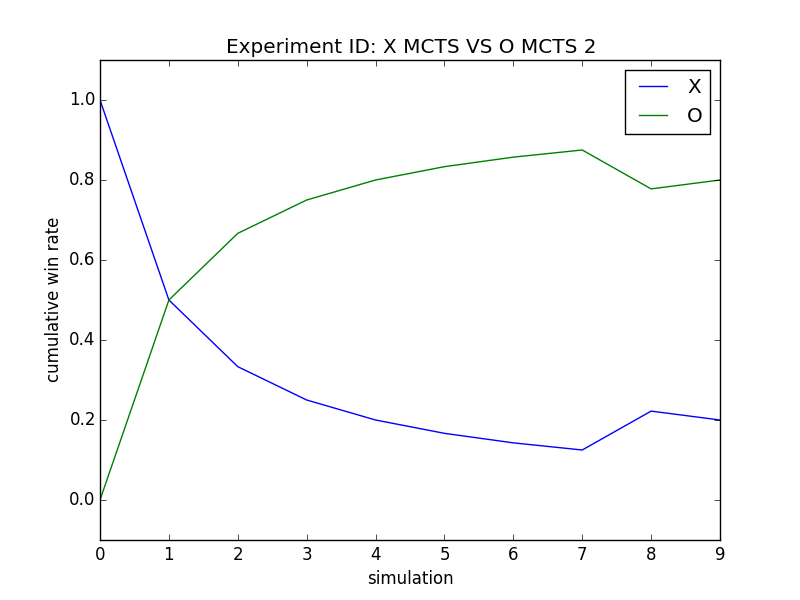 Experiment ID: X MCTS VS O MCTS 2
X
O
1.0
0.8
0.6
0.4
0.2
0.0
cumulative win rate
0 1 2 3 4 5 6 7 8 9
simulation